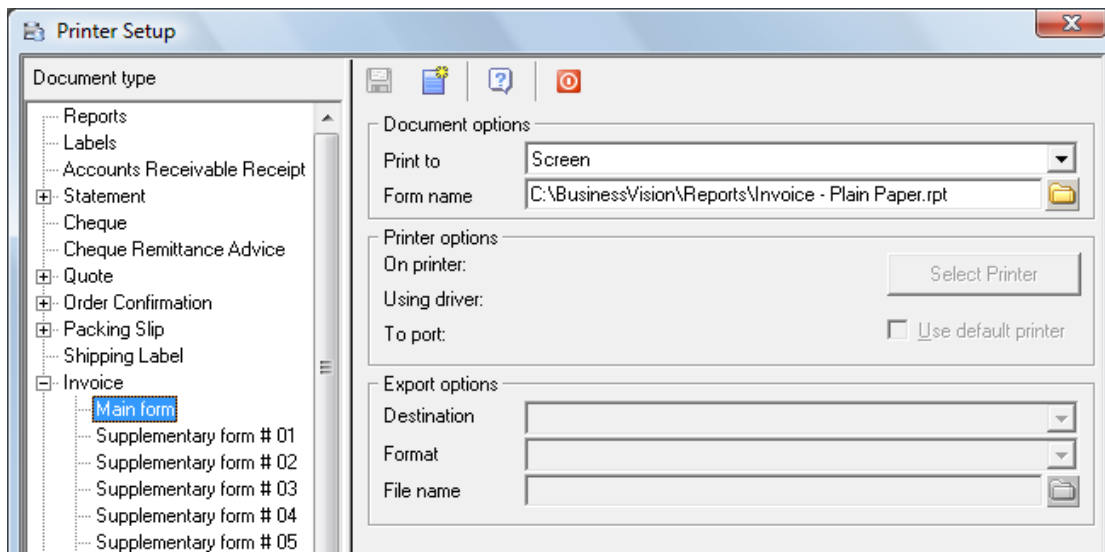 Printer Setup
Document type
Reports
Labels
Accounts Receivable Receipt
Statement
Cheque
Cheque Remittance Advice
Quote
Order Confirmation
Packing Slip
Shipping Label
Invoice
Main form
Supplementary form # 01
Supplementary form # 02
Supplementary form # 03
Supplementary form # 04
Supplementary form # 05
Document options
Print to Screen
Form name C:\BusinessVision\Reports\Invoice - Plain Paper.rpt
Printer options
On printer:
Select Printer
Using driver:
To port:
Use default printer
Export options
Destination
Format
File name